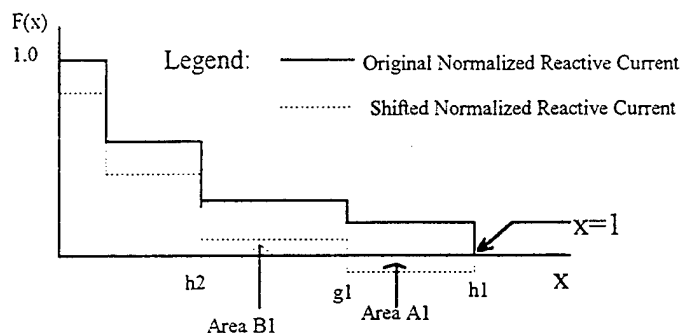 F(x)
1.0
Legend:
Original Normalized Reactive Current
Shifted Normalized Reactive Current
x=1
h2
g1
h1
X
Area B1
Area A1